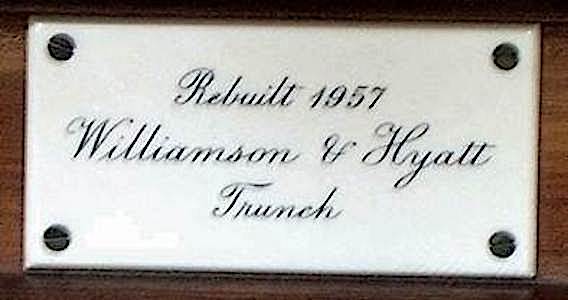 Rebuilt 1957
Williamson & Hyatt
Trunch